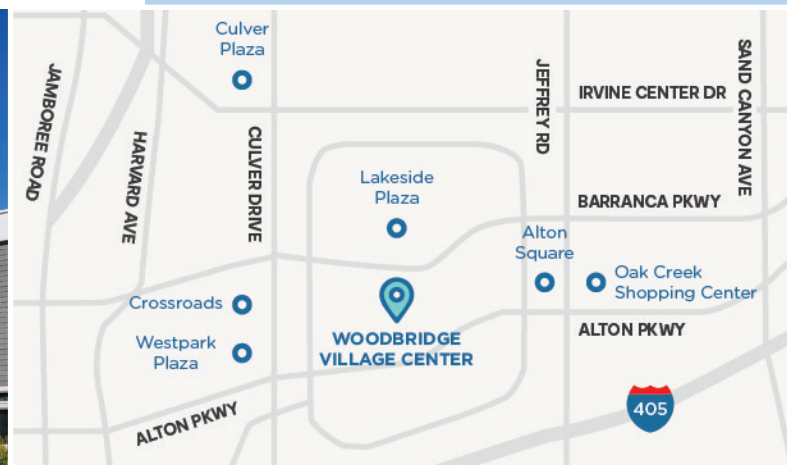 Culver
Plaza
JAMBOREE ROAD
HARVARD AVE
CULVER DRIVE
JEFFREY RD
SAND CANYON AVE
IRVINE CENTER DR
Lakeside
Plaza
BARRANCA PKWY
Alton
Square
Oak Creek
Shopping Center
Crossroads
WOODBRIDGE
VILLAGE CENTER
ALTON PKWY
Westpark
Plaza
ALTON PKWY
405